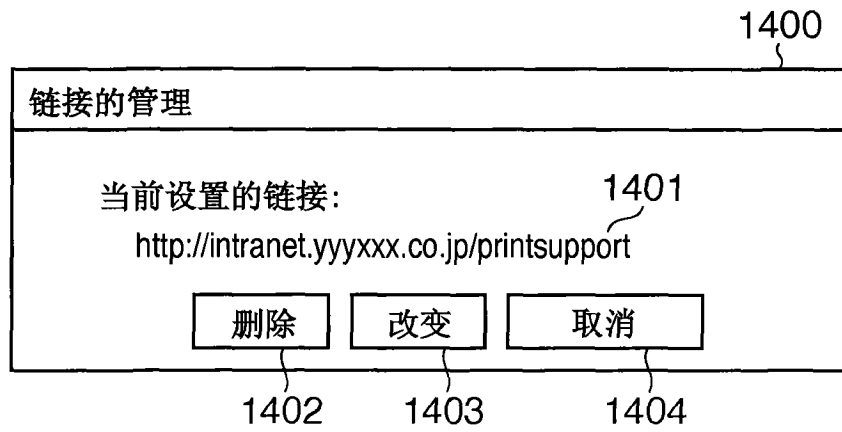 1400
链接的管理
当前设置的链接:
1401
http://intranet.yyyxxx.co.jp/printsupport
删除 改变 取消
1402 1403 1404